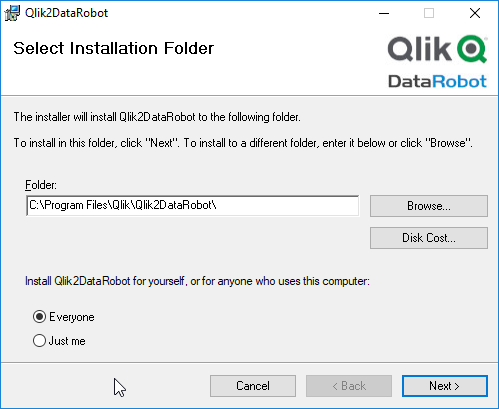 Qlik2DataRobot
Select Installation Folder
Qlik Q
DataRobot
The installer will install Qlik2DataRobot to the following folder.
To install in this folder, click "Next". To install to a different folder, enter it below or click "Browse".
Folder:
C:\Program Files\Qlik\Qlik2DataRobot\
Browse...
Disk Cost...
Install Qlik2DataRobot for yourself, or for anyone who uses this computer:
Everyone
Just me
Cancel
< Back
Next >